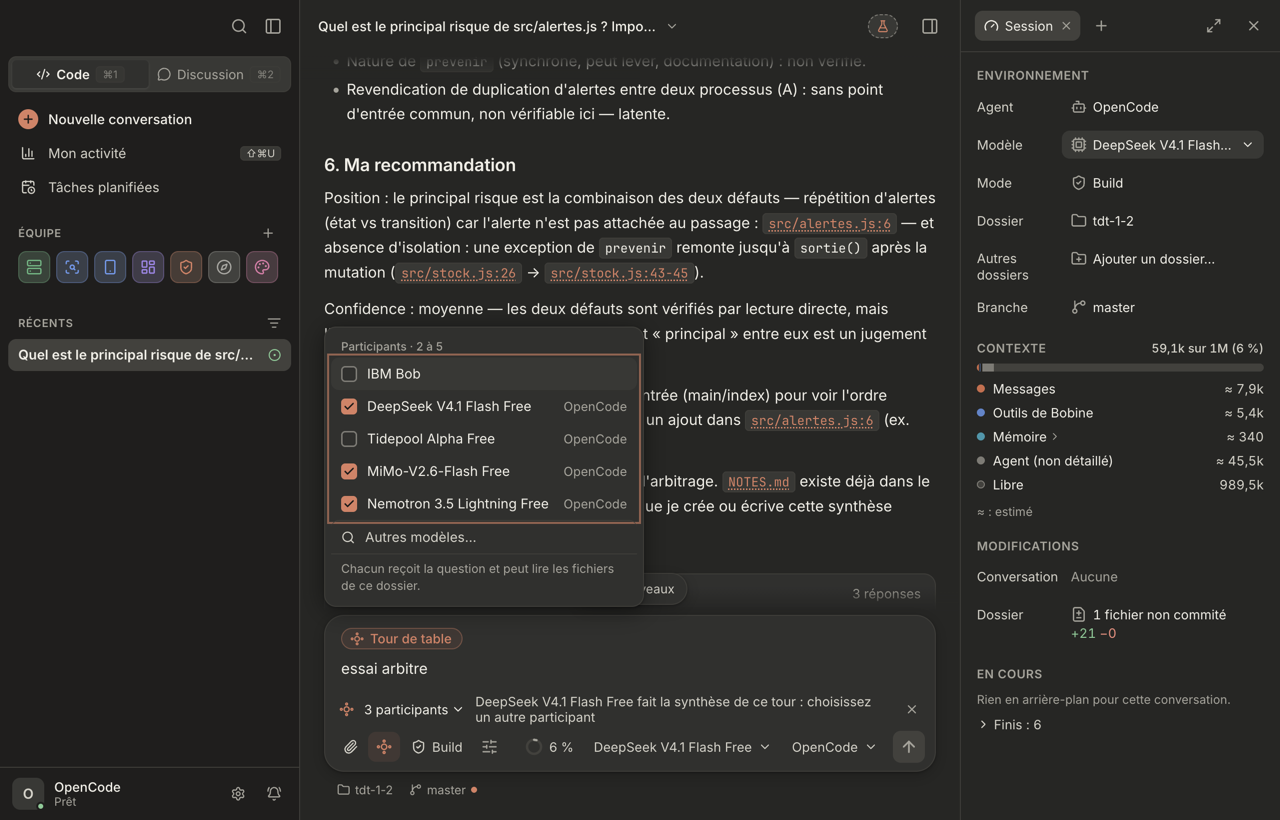 Code ⌘1
Discussion ⌘2
Nouvelle conversation
Mon activité ⇧⌘U
Tâches planifiées
ÉQUIPE
RÉCENTS
Quel est le principal risque de src/...
O
OpenCode
Prêt
Quel est le principal risque de src/alertes.js ? Impo...
Nature de prevenir (synchrone, peut lever, documentation) : non vérifié.
Revendication de duplication d'alertes entre deux processus (A) : sans point
d'entrée commun, non vérifiable ici — latente.
6. Ma recommandation
Position : le principal risque est la combinaison des deux défauts — répétition d'alertes
(état vs transition) car l'alerte n'est pas attachée au passage : src/alertes.js:6 — et
absence d'isolation : une exception de prevenir remonte jusqu'à sortie() après la
mutation ( src/stock.js:26 → src/stock.js:43-45 ).
Confidence : moyenne — les deux défauts sont vérifiés par lecture directe, mais
t « principal » entre eux est un jugement
ntrée (main/index) pour voir l'ordre
un ajout dans src/alertes.js:6 (ex.
l'arbitrage. NOTES.md existe déjà dans le
ue je crée ou écrive cette synthèse
Participants · 2 à 5
IBM Bob
DeepSeek V4.1 Flash Free OpenCode
Tidepool Alpha Free OpenCode
MiMo-V2.6-Flash Free OpenCode
Nemotron 3.5 Lightning Free OpenCode
Autres modèles...
Chacun reçoit la question et peut lire les fichiers
de ce dossier.
veaux
3 réponses
Tour de table
essai arbitre
3 participants
DeepSeek V4.1 Flash Free fait la synthèse de ce tour : choisissez
un autre participant
Build
6 %
DeepSeek V4.1 Flash Free
OpenCode
tdt-1-2
master
Session
ENVIRONNEMENT
Agent OpenCode
Modèle DeepSeek V4.1 Flash...
Mode Build
Dossier tdt-1-2
Autres
dossiers
Ajouter un dossier...
Branche master
CONTEXTE 59,1k sur 1M (6 %)
Messages ≈ 7,9k
Outils de Bobine ≈ 5,4k
Mémoire ≈ 340
Agent (non détaillé) ≈ 45,5k
Libre 989,5k
≈ : estimé
MODIFICATIONS
Conversation Aucune
Dossier 1 fichier non commité
+21 −0
EN COURS
Rien en arrière-plan pour cette conversation.
Finis : 6